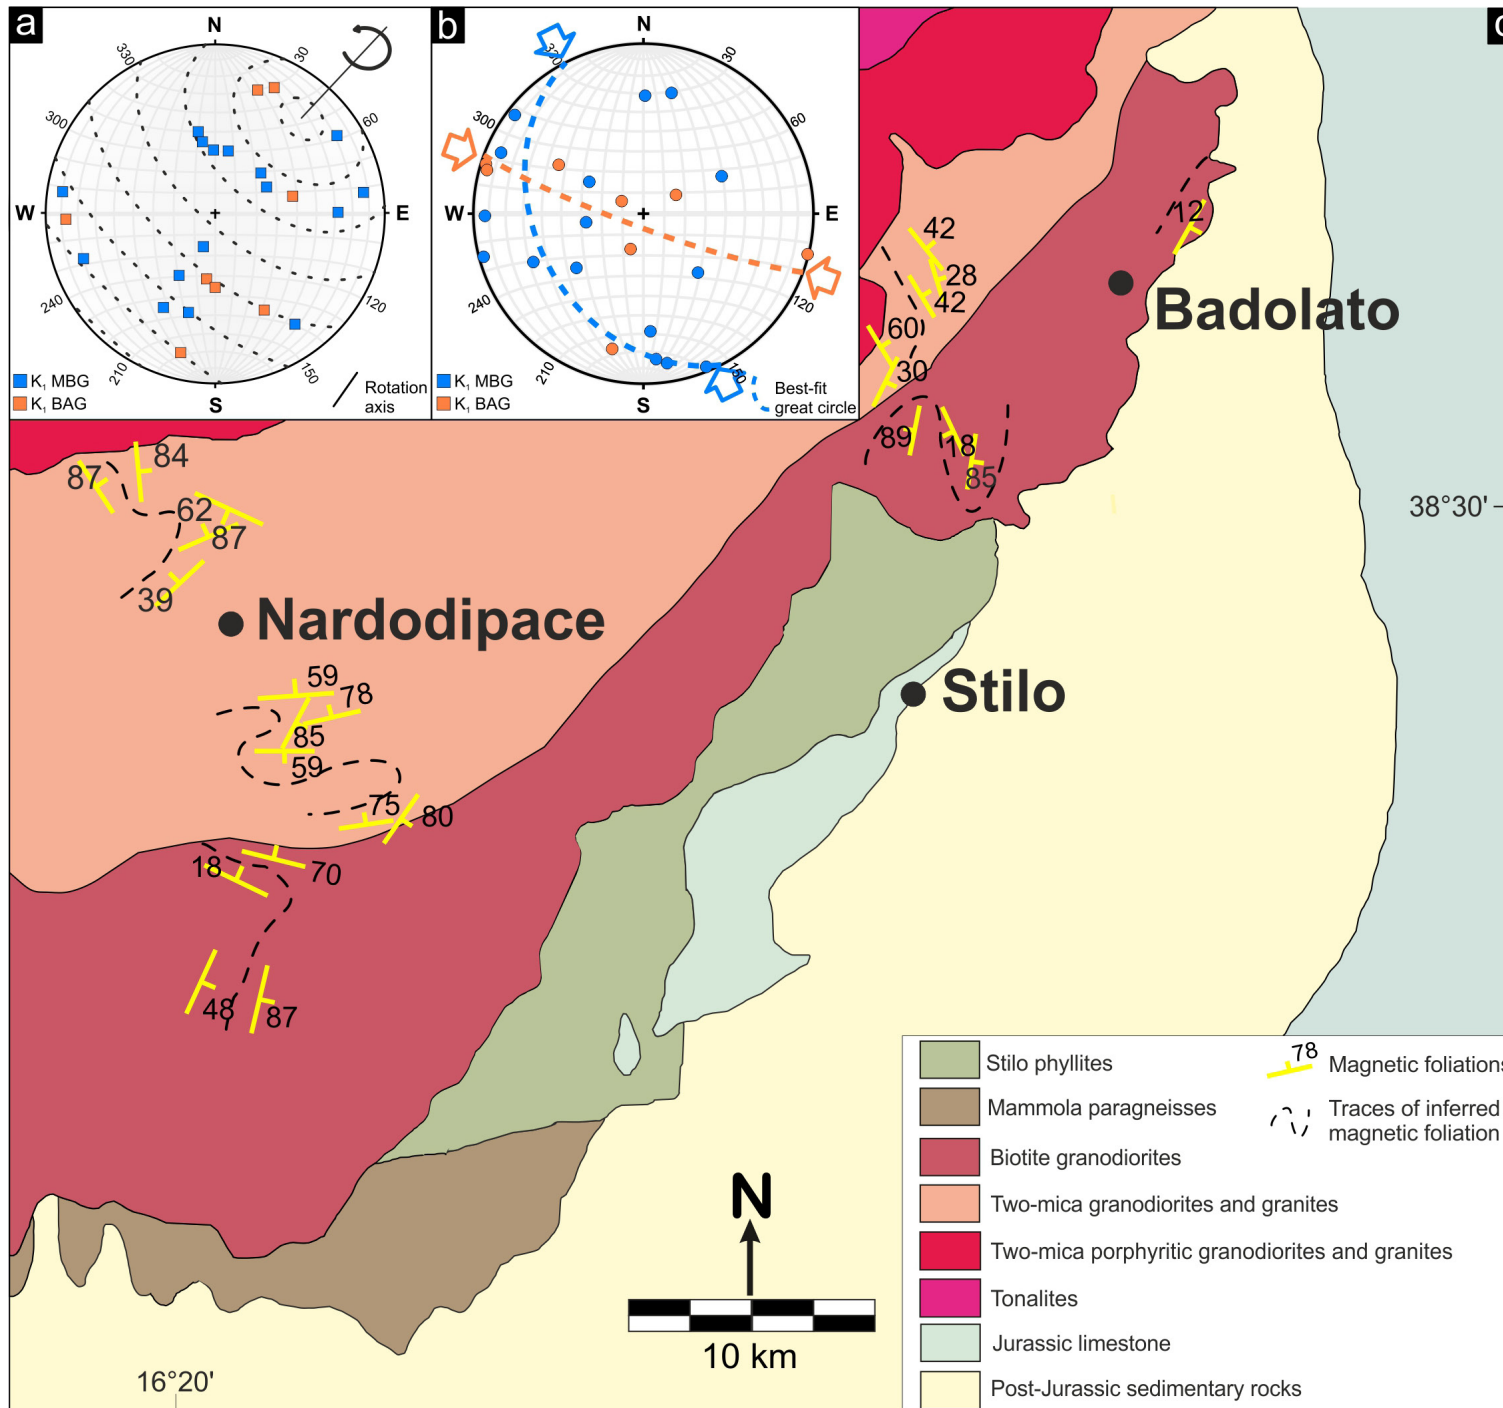 a
N
30
60
E
120
150
S
210
240
W
300
330
K₁ MBG
K₁ BAG
Rotation
axis
b
N
30
60
E
120
150
S
210
240
W
300
K₁ MBG
K₁ BAG
Best-fit
great circle
12
42
28
42
60
30
89
18
85
Badolato
38°30'
84
87
62
87
39
Nardodipace
59
78
85
59
75
80
18
70
48
87
Stilo
Stilo phyllites
Mammola paragneisses
Biotite granodiorites
Two-mica granodiorites and granites
Two-mica porphyritic granodiorites and granites
Tonalites
Jurassic limestone
Post-Jurassic sedimentary rocks
78
Magnetic foliations
Traces of inferred
magnetic foliation
N
10 km
16°20'